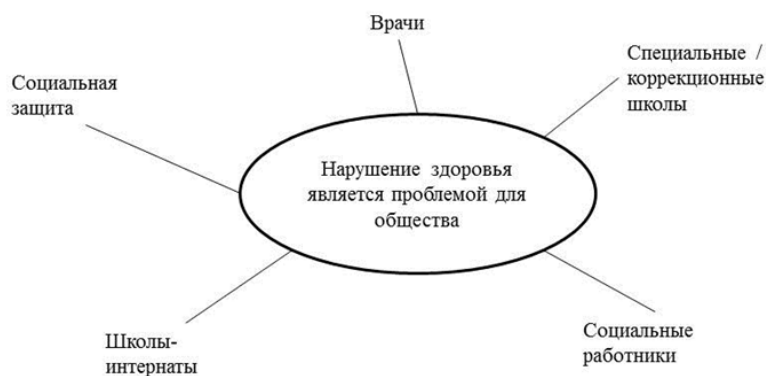 Врачи
Специальные /
коррекционные
школы
Социальная
защита
Нарушение здоровья
является проблемой для
общества
Школы-
интернаты
Социальные
работники